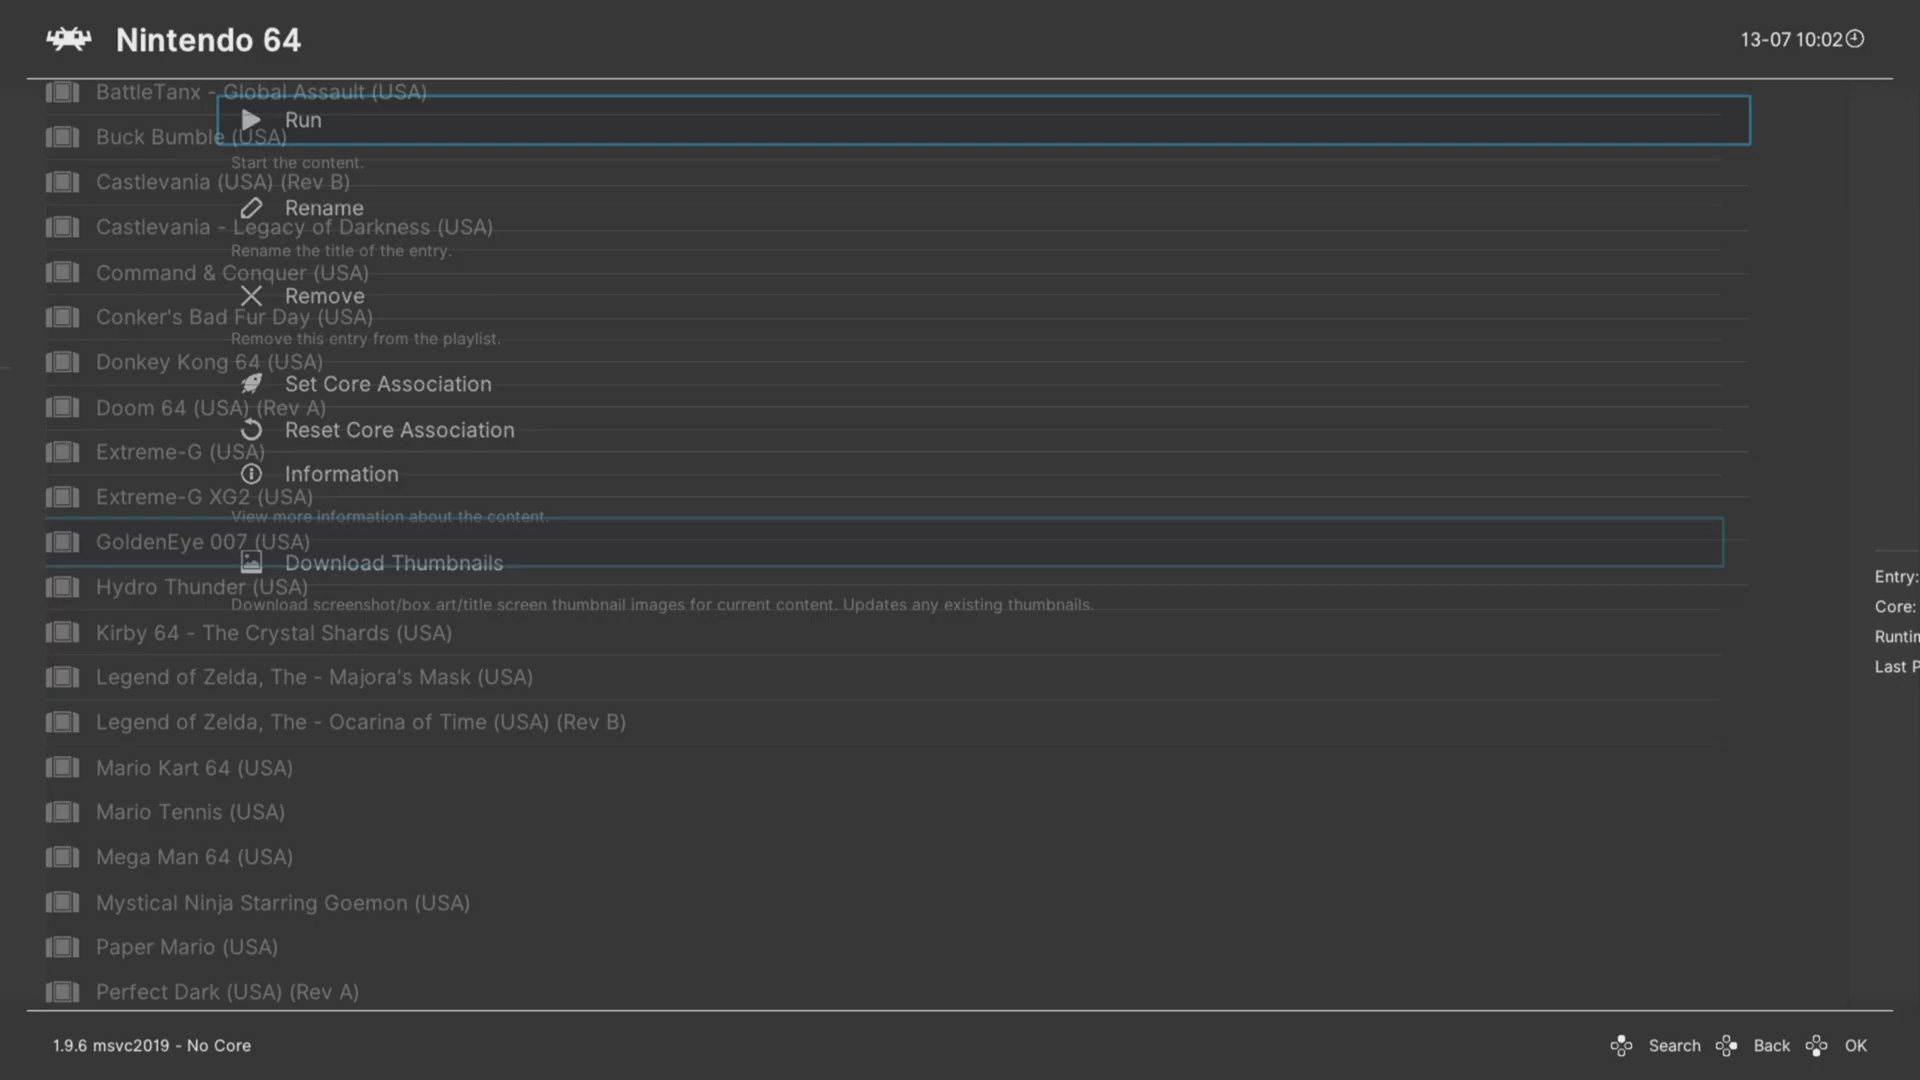 Nintendo 64
13-07 10:02
BattleTanx - Global Assault (USA)
Run
Buck Bumble (USA)
Start the content.
Castlevania (USA) (Rev B)
Rename
Castlevania - Legacy of Darkness (USA)
Rename the title of the entry.
Command & Conquer (USA)
Remove
Conker's Bad Fur Day (USA)
Remove this entry from the playlist.
Donkey Kong 64 (USA)
Set Core Association
Doom 64 (USA) (Rev A)
Reset Core Association
Extreme-G (USA)
Information
Extreme-G XG2 (USA)
View more information about the content.
GoldenEye 007 (USA)
Download Thumbnails
Hydro Thunder (USA)
Download screenshot/box art/title screen thumbnail images for current content. Updates any existing thumbnails.
Kirby 64 - The Crystal Shards (USA)
Legend of Zelda, The - Majora's Mask (USA)
Legend of Zelda, The - Ocarina of Time (USA) (Rev B)
Mario Kart 64 (USA)
Mario Tennis (USA)
Mega Man 64 (USA)
Mystical Ninja Starring Goemon (USA)
Paper Mario (USA)
Perfect Dark (USA) (Rev A)
Entry:
Core:
Runtim
Last P
1.9.6 msvc2019 - No Core
Search Back OK